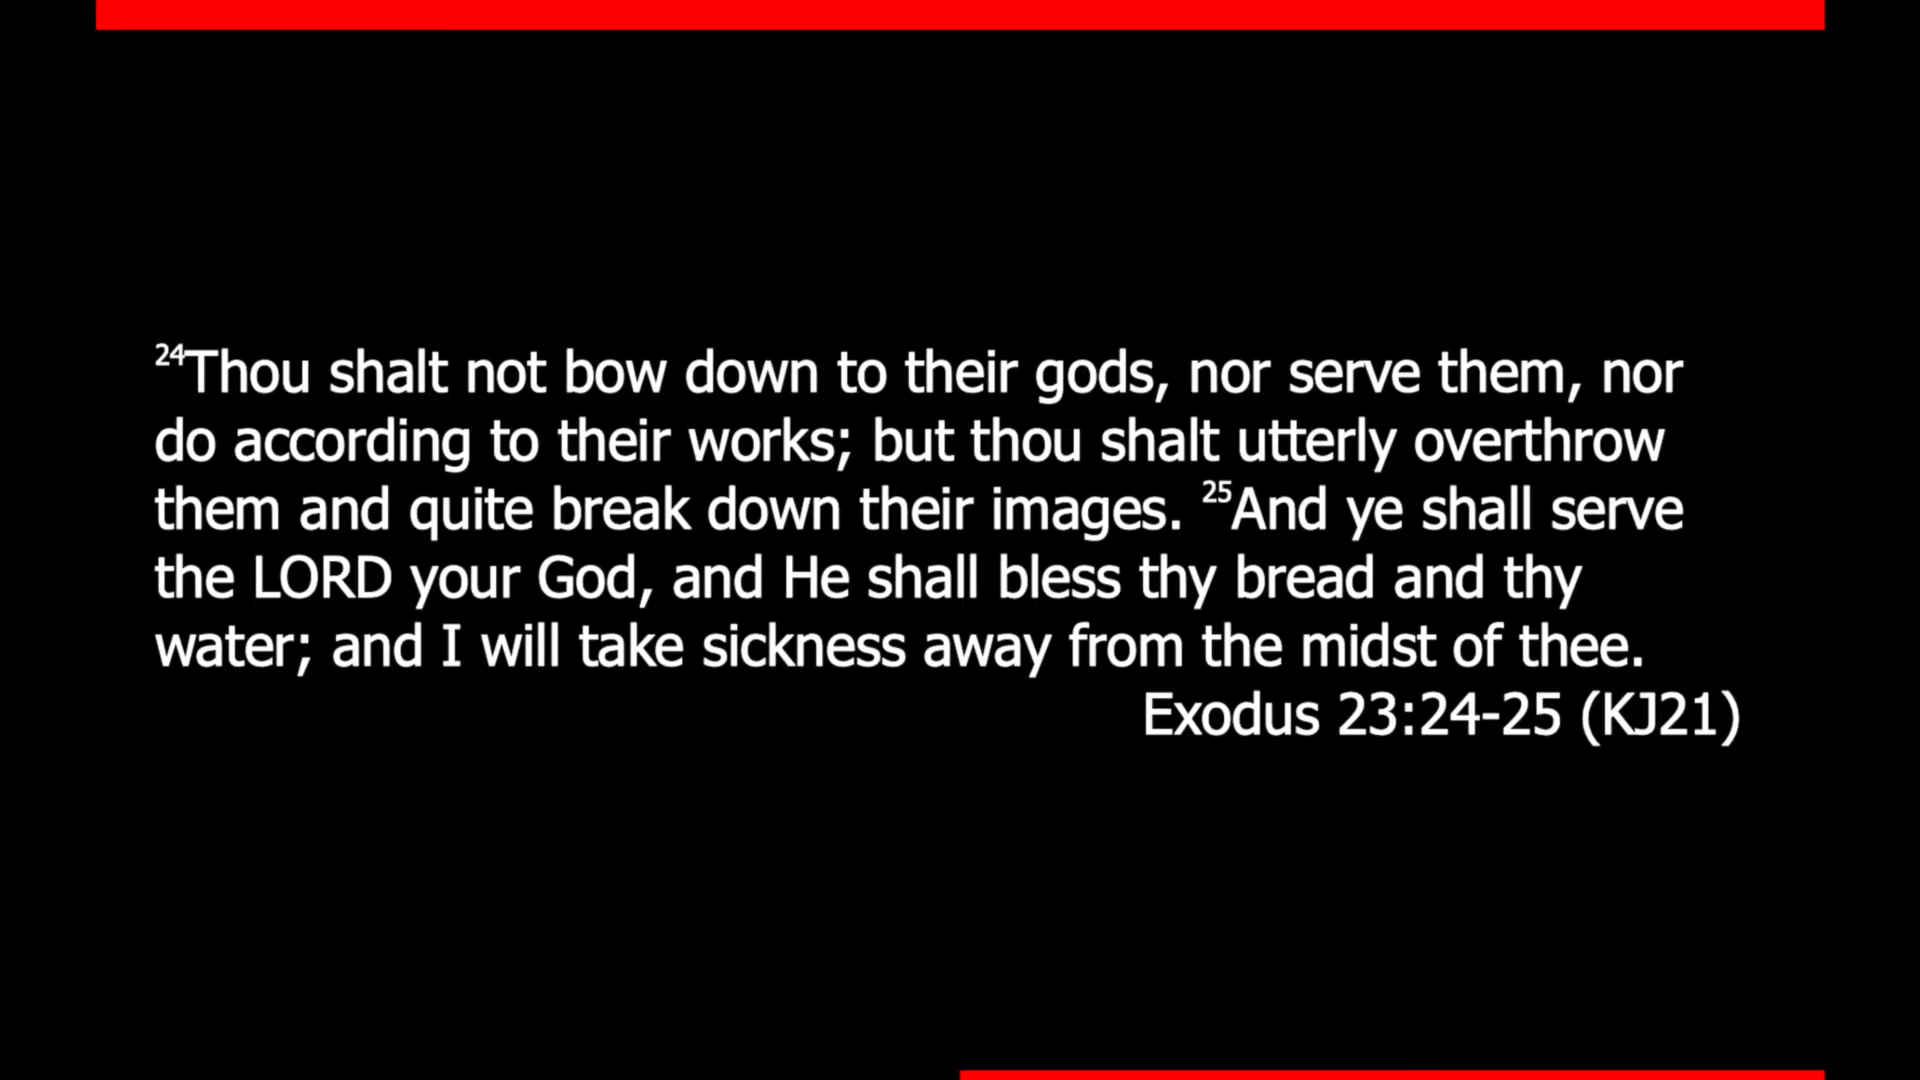 24Thou shalt not bow down to their gods, nor serve them, nor
do according to their works; but thou shalt utterly overthrow
them and quite break down their images. 25And ye shall serve
the LORD your God, and He shall bless thy bread and thy
water; and I will take sickness away from the midst of thee.
Exodus 23:24-25 (KJ21)